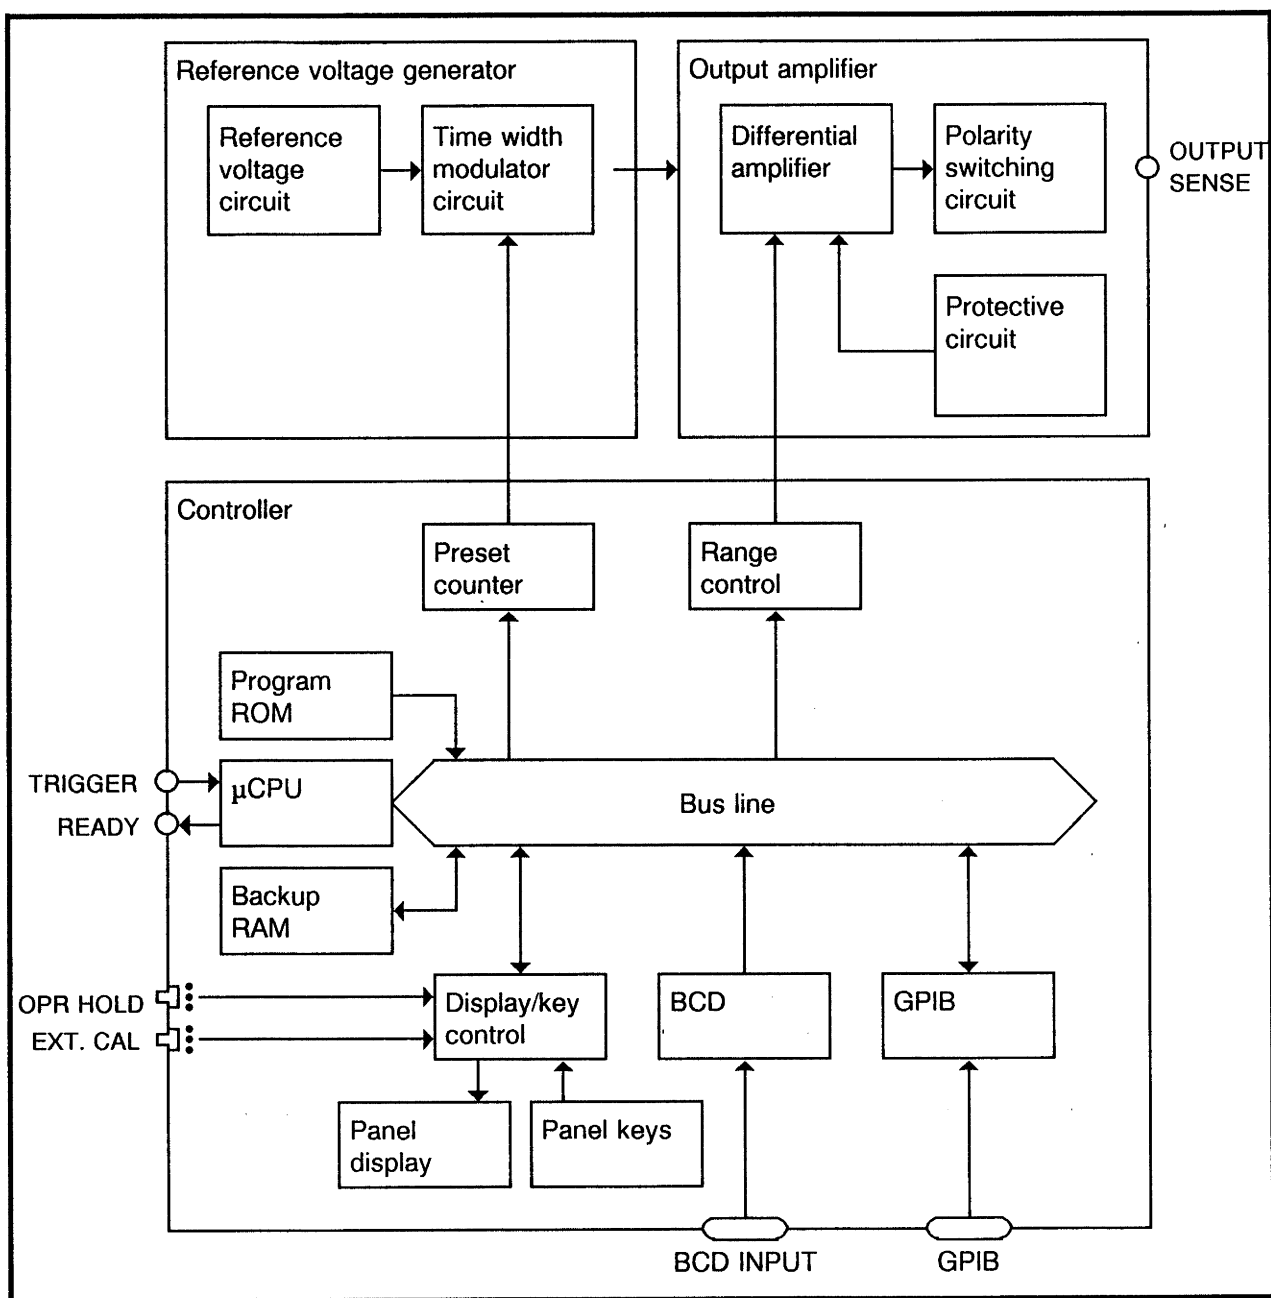 Reference voltage generator
Reference
voltage
circuit
Time width
modulator
circuit
Output amplifier
Differential
amplifier
Polarity
switching
circuit
Protective
circuit
OUTPUT
SENSE
Controller
Preset
counter
Range
control
Program
ROM
TRIGGER
READY
μCPU
Bus line
Backup
RAM
OPR HOLD
EXT. CAL
Display/key
control
BCD
GPIB
Panel
display
Panel keys
BCD INPUT
GPIB